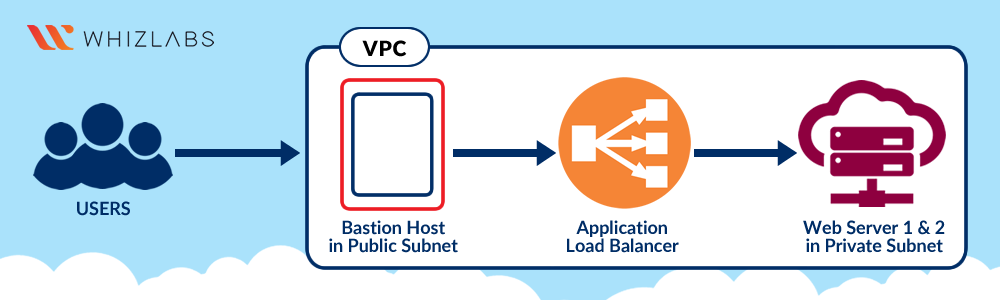 WHIZLABS
VPC
USERS
Bastion Host
in Public Subnet
Application
Load Balancer
Web Server 1 & 2
in Private Subnet